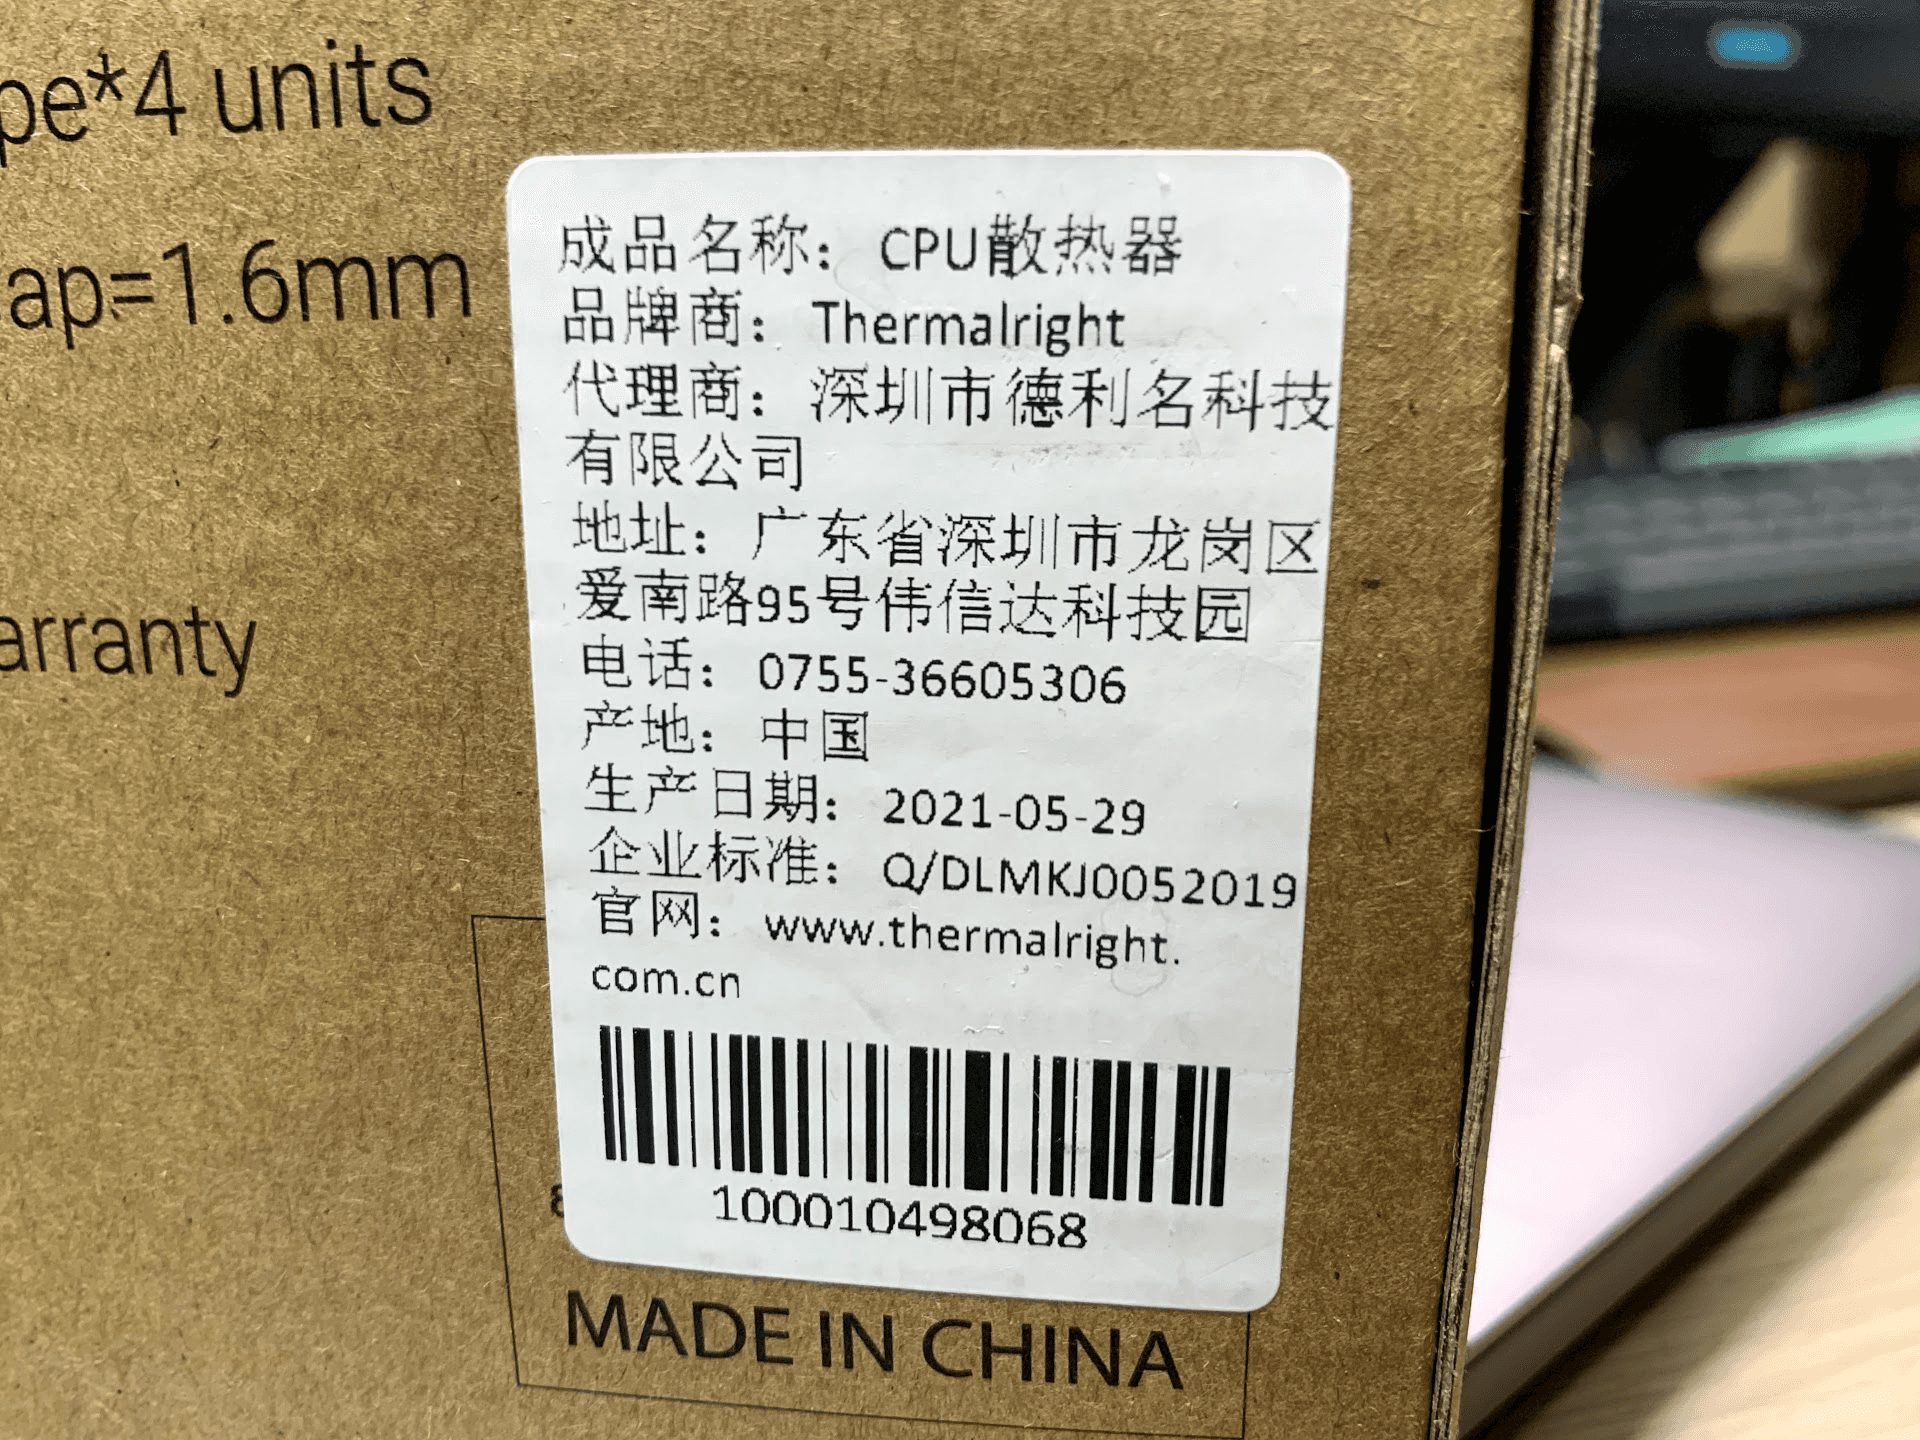 pe*4 units
ap=1.6mm
arranty
成品名称：CPU散热器
品牌商：Thermalright
代理商：深圳市德利名科技
有限公司
地址：广东省深圳市龙岗区
爱南路95号伟信达科技园
电话：0755-36605306
产地：中国
生产日期：2021-05-29
企业标准：Q/DLMKJ0052019
官网：www.thermalright.
com.cn
100010498068
MADE IN CHINA